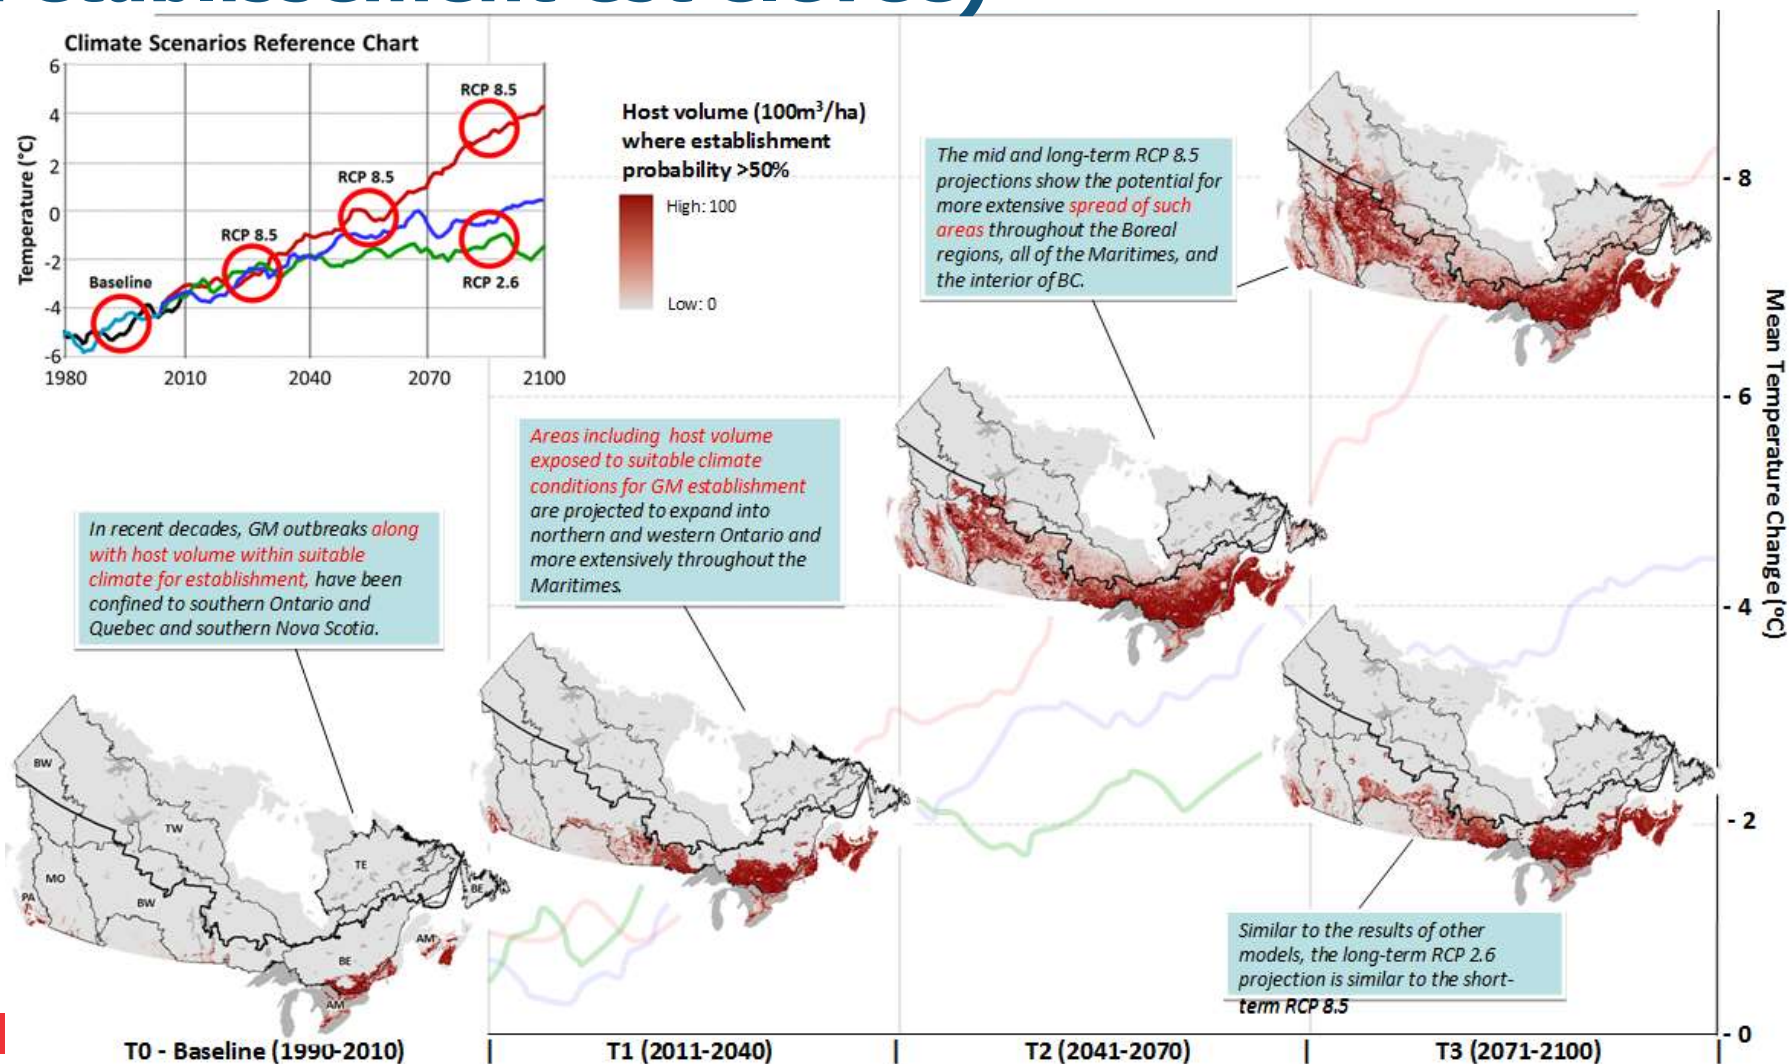 établissement est élevée)
Climate Scenarios Reference Chart
6
4
2
0
-2
-4
-6
Temperature (°C)
1980
2010
2040
2070
2100
Baseline
RCP 8.5
RCP 8.5
RCP 8.5
RCP 2.6
Host volume (100m³/ha)
where establishment
probability >50%
High: 100
Low: 0
The mid and long-term RCP 8.5
projections show the potential for
more extensive spread of such
areas throughout the Boreal
regions, all of the Maritimes, and
the interior of BC.
Areas including host volume
exposed to suitable climate
conditions for GM establishment
are projected to expand into
northern and western Ontario and
more extensively throughout the
Maritimes.
In recent decades, GM outbreaks along
with host volume within suitable
climate for establishment, have been
confined to southern Ontario and
Quebec and southern Nova Scotia.
BW
TW
TE
MO
PA
BW
BE
BE
AM
AM
Similar to the results of other
models, the long-term RCP 2.6
projection is similar to the short-
term RCP 8.5
- 8
- 6
- 4
- 2
- 0
Mean Temperature Change (°C)
T0 - Baseline (1990-2010)
T1 (2011-2040)
T2 (2041-2070)
T3 (2071-2100)